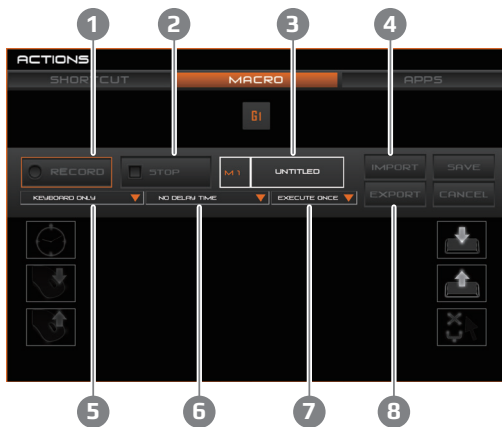 1 2 3 4
ACTIONS
SHORTCUT MACRO APPS
G1
RECORD STOP M1 UNTITLED IMPORT SAVE
KEYBOARD ONLY NO DELAY TIME EXECUTE ONCE EXPORT CANCEL
5 6 7 8